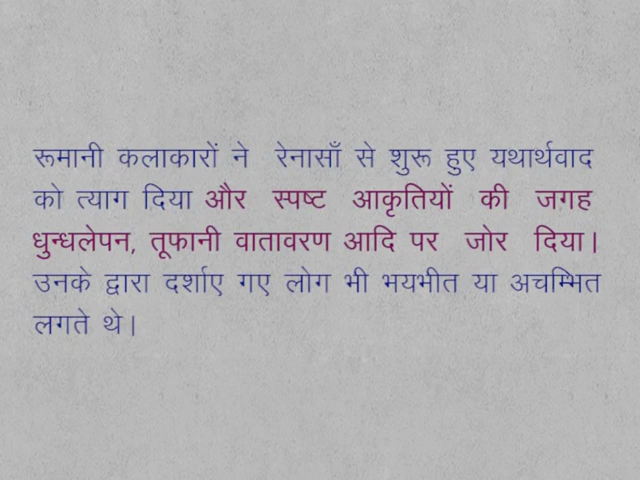 रूमानी कलाकारों ने रेनासाँ से शुरू हुए यथार्थवाद
को त्याग दिया और स्पष्ट आकृतियों की जगह
धुन्धलेपन, तूफानी वातावरण आदि पर जोर दिया।
उनके द्वारा दर्शाए गए लोग भी भयभीत या अचम्भित
लगते थे।